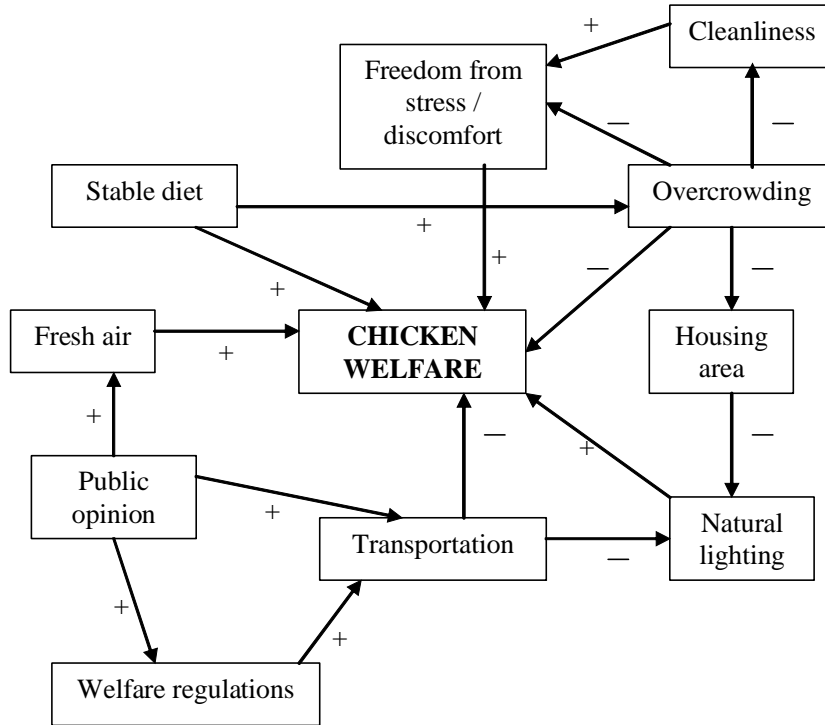 Cleanliness
+
Freedom from
stress /
discomfort
—
—
Stable diet
Overcrowding
+
+
+
—
—
Fresh air
+
CHICKEN
WELFARE
Housing
area
+
—
+
—
Public
opinion
+
Transportation
—
Natural
lighting
+
+
Welfare regulations